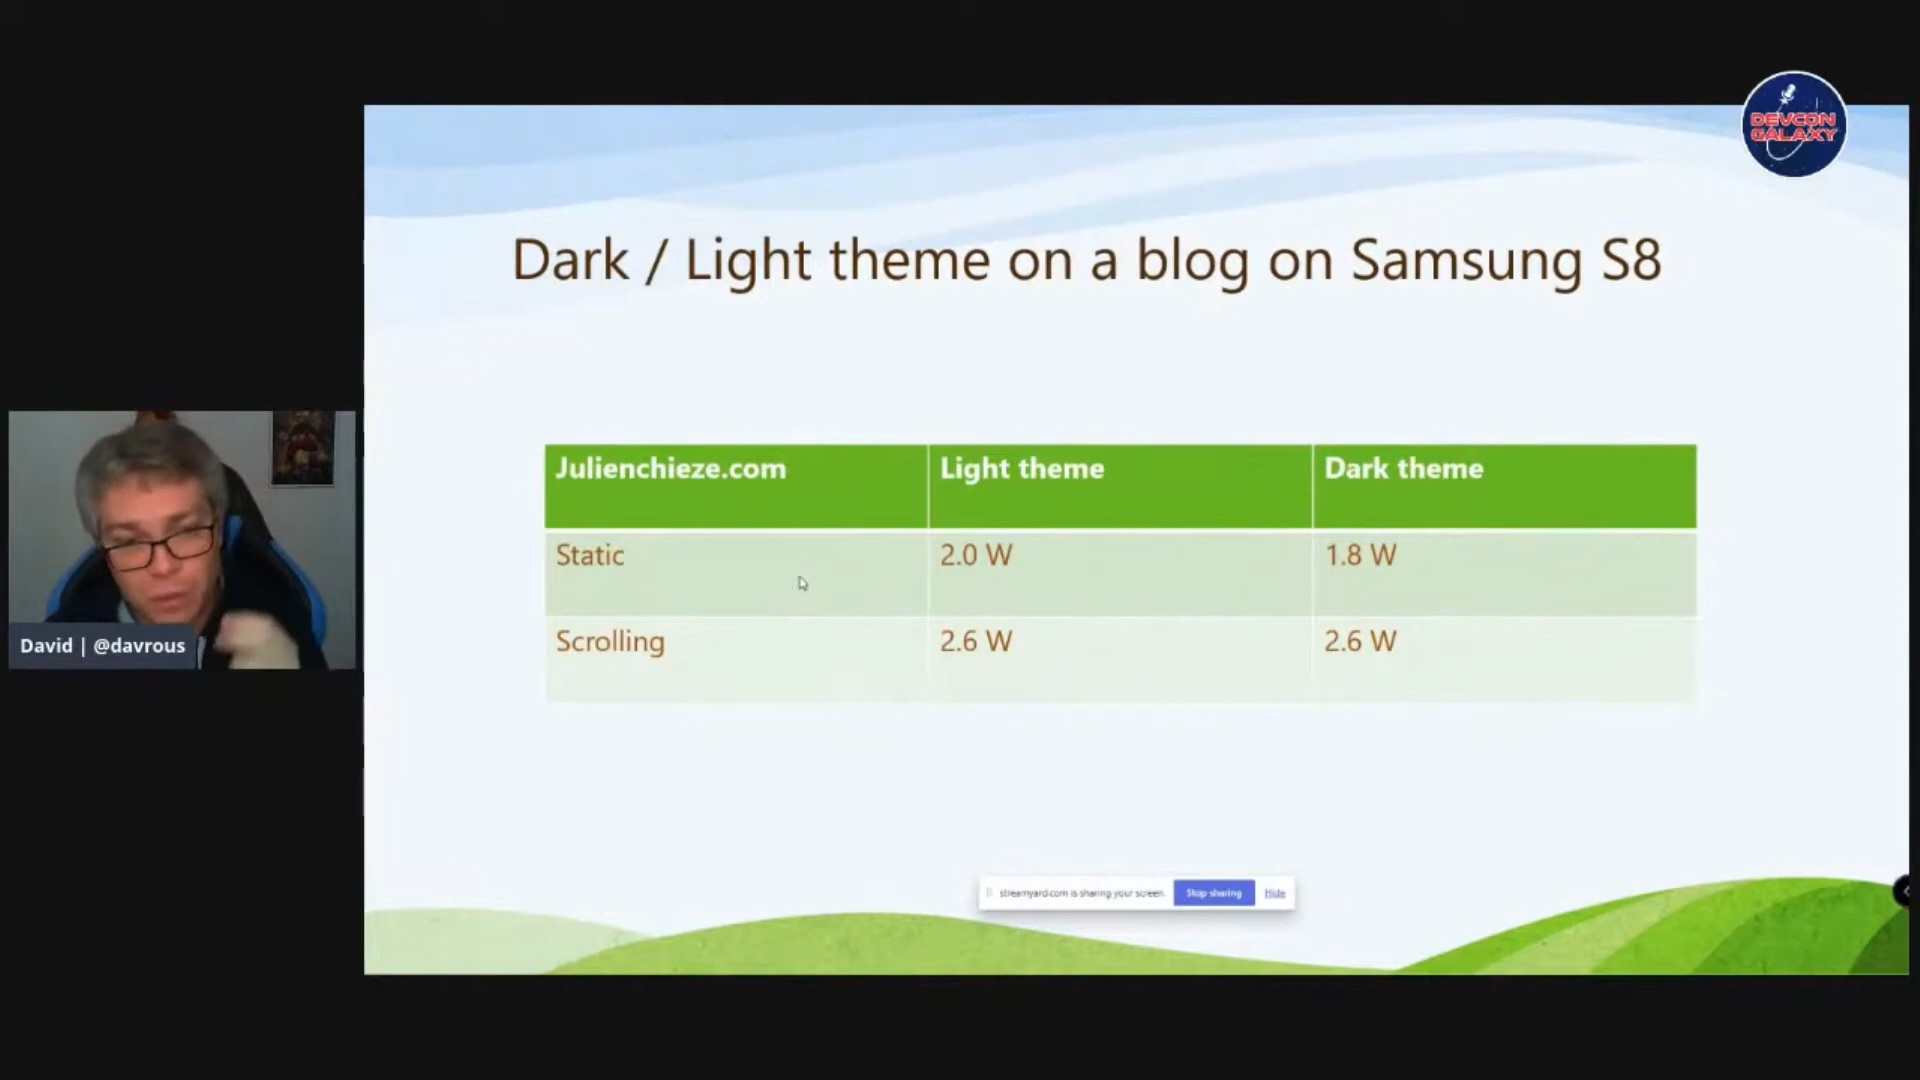 DEVCON
GALAXY
Dark / Light theme on a blog on Samsung S8
Julienchieze.com Light theme Dark theme
Static 2.0 W 1.8 W
Scrolling 2.6 W 2.6 W
David | @davrous
streamyard.com is sharing your screen. Stop sharing Hide